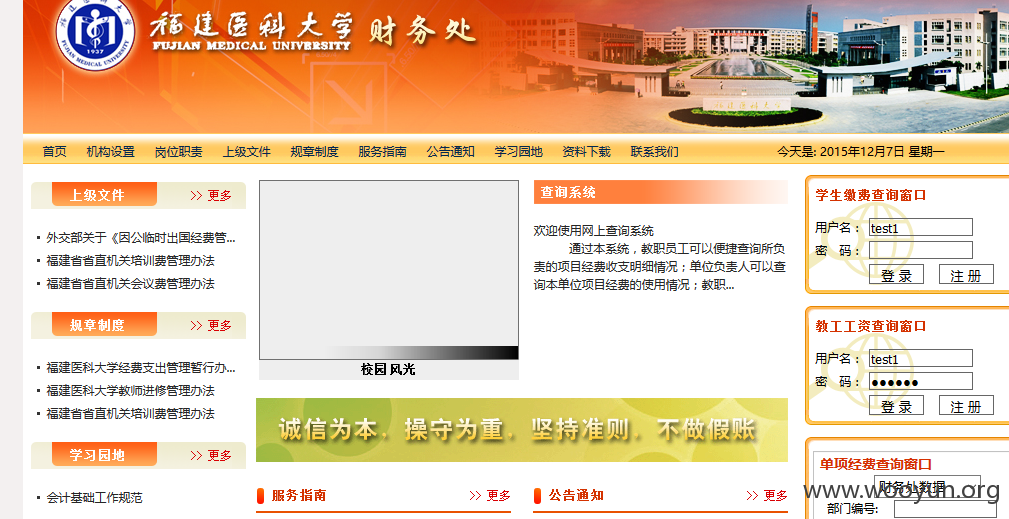 福建医科大学 财务处
FUJIAN MEDICAL UNIVERSITY
FUJIAN MEDICAL UNIVERSITY
1937
福建医科大学
首页 机构设置 岗位职责 上级文件 规章制度 服务指南 公告通知 学习园地 资料下载 联系我们 今天是: 2015年12月7日 星期一
上级文件 >> 更多
外交部关于《因公临时出国经费管...
福建省省直机关培训费管理办法
福建省省直机关会议费管理办法
规章制度 >> 更多
福建医科大学经费支出管理暂行办...
福建医科大学教师进修管理办法
福建省省直机关培训费管理办法
学习园地 >> 更多
会计基础工作规范
校园风光
查询系统
欢迎使用网上查询系统
通过本系统，教职员工可以便捷查询所负
责的项目经费收支明细情况；单位负责人可以查
询本单位项目经费的使用情况；教职...
诚信为本，操守为重，坚持准则，不做假账
服务指南 >> 更多
公告通知 >> 更多
学生缴费查询窗口
用户名： test1
密 码：
登 录 注 册
教工工资查询窗口
用户名： test1
密 码： ●●●●●●
登 录 注 册
单项经费查询窗口
财务处数据
部门编号:
www.wooyun.org